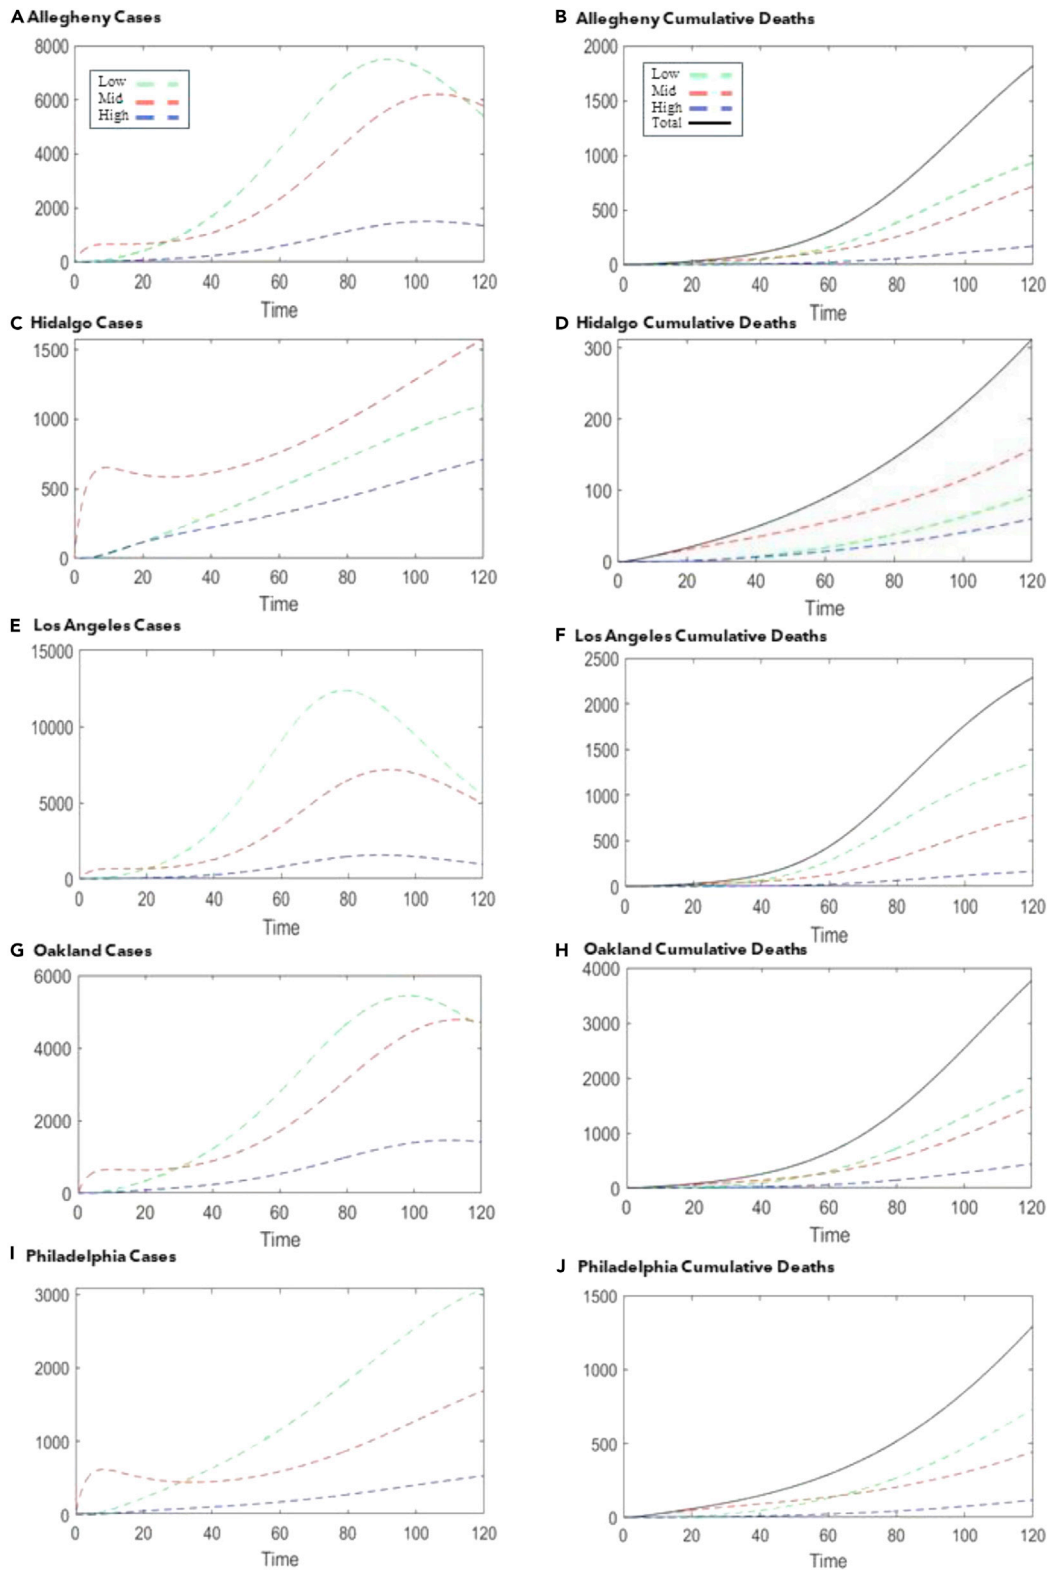 A Allegheny Cases
8000
6000
4000
2000
0
Low
Mid
High
0 20 40 60 80 100 120
Time
B Allegheny Cumulative Deaths
2000
1500
1000
500
0
Low
Mid
High
Total
0 20 40 60 80 100 120
Time
C Hidalgo Cases
1500
1000
500
0
0 20 40 60 80 100 120
Time
D Hidalgo Cumulative Deaths
300
200
100
0
0 20 40 60 80 100 120
Time
E Los Angeles Cases
15000
10000
5000
0
0 20 40 60 80 100 120
Time
F Los Angeles Cumulative Deaths
2500
2000
1500
1000
500
0
0 20 40 60 80 100 120
Time
G Oakland Cases
6000
4000
2000
0
0 20 40 60 80 100 120
Time
H Oakland Cumulative Deaths
4000
3000
2000
1000
0
0 20 40 60 80 100 120
Time
I Philadelphia Cases
3000
2000
1000
0
0 20 40 60 80 100 120
Time
J Philadelphia Cumulative Deaths
1500
1000
500
0
0 20 40 60 80 100 120
Time